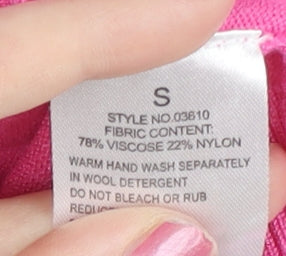 S
STYLE NO.03610
FIBRIC CONTENT:
78% VISCOSE 22% NYLON
WARM HAND WASH SEPARATELY
IN WOOL DETERGENT
DO NOT BLEACH OR RUB